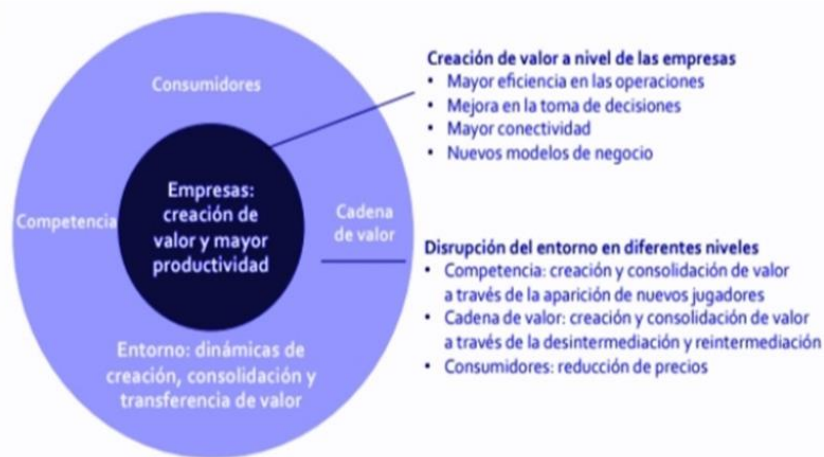 Consumidores
Competencia
Empresas:
creación de
valor y mayor
productividad
Cadena
de valor
Entorno: dinámicas de
creación, consolidación y
transferencia de valor
Creación de valor a nivel de las empresas
• Mayor eficiencia en las operaciones
• Mejora en la toma de decisiones
• Mayor conectividad
• Nuevos modelos de negocio
Disrupción del entorno en diferentes niveles
• Competencia: creación y consolidación de valor
a través de la aparición de nuevos jugadores
• Cadena de valor: creación y consolidación de valor
a través de la desintermediación y reintermediación
• Consumidores: reducción de precios